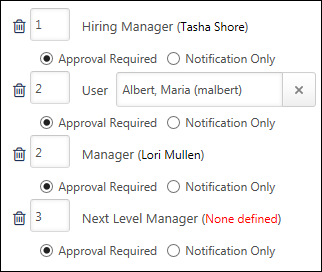 1 Hiring Manager (Tasha Shore)
Approval Required Notification Only
2 User Albert, Maria (malbert) ×
Approval Required Notification Only
2 Manager (Lori Mullen)
Approval Required Notification Only
3 Next Level Manager (None defined)
Approval Required Notification Only